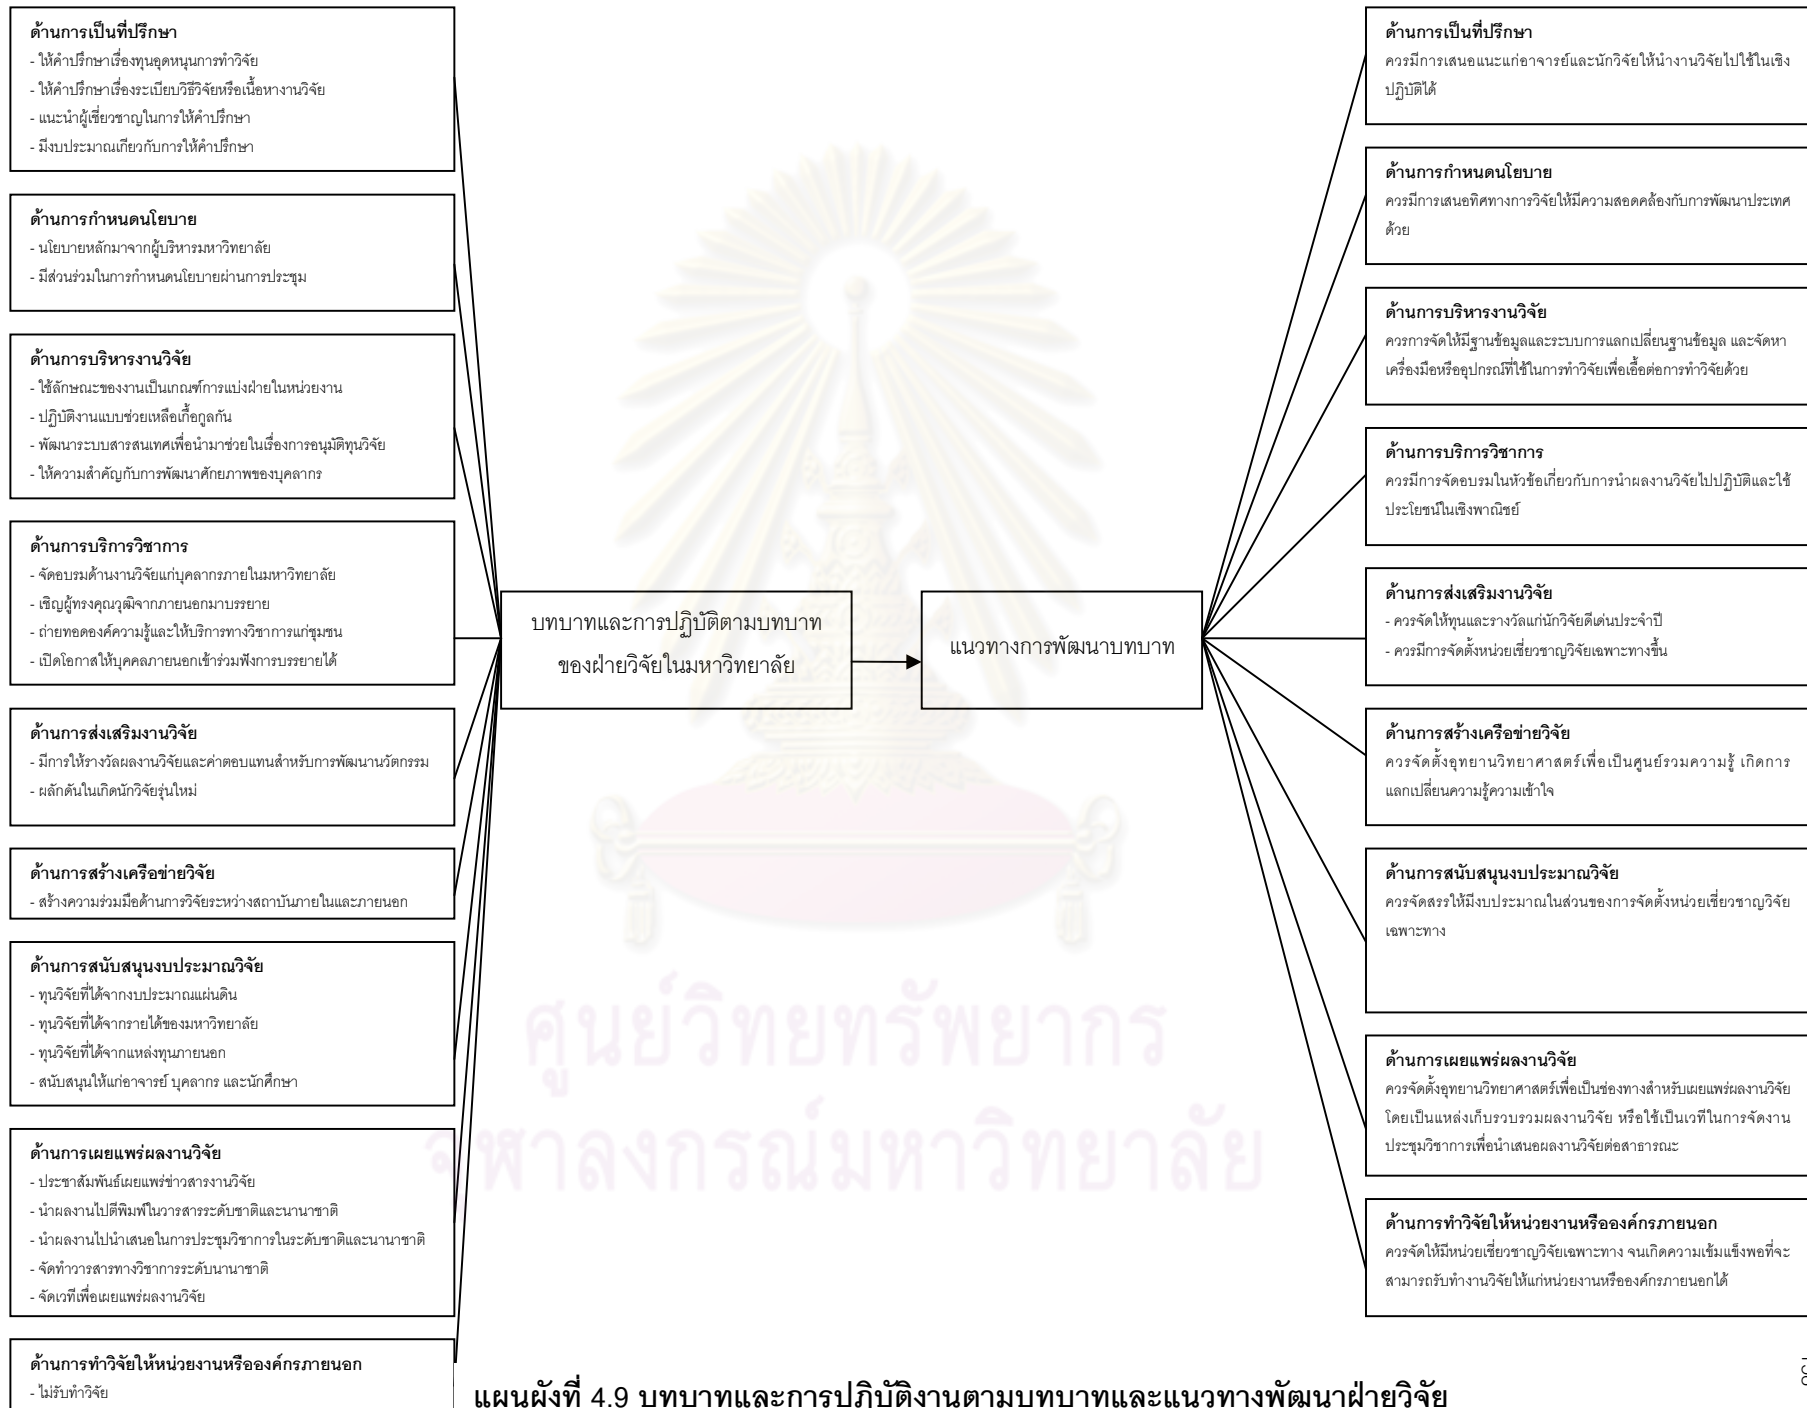 ด้านการเป็นที่ปรึกษา
- ให้คำปรึกษาเรื่องทุนอุดหนุนการทำวิจัย
- ให้คำปรึกษาเรื่องระเบียบวิธีวิจัยหรือเนื้อหางานวิจัย
- แนะนำผู้เชี่ยวชาญในการให้คำปรึกษา
- มีงบประมาณเกี่ยวกับการให้คำปรึกษา
ด้านการกำหนดนโยบาย
- นโยบายหลักมาจากผู้บริหารมหาวิทยาลัย
- มีส่วนร่วมในการกำหนดนโยบายผ่านการประชุม
ด้านการบริหารงานวิจัย
- ใช้ลักษณะของงานเป็นเกณฑ์การแบ่งฝ่ายในหน่วยงาน
- ปฏิบัติงานแบบช่วยเหลือเกื้อกูลกัน
- พัฒนาระบบสารสนเทศเพื่อนำมาช่วยในเรื่องการอนุมัติทุนวิจัย
- ให้ความสำคัญกับการพัฒนาศักยภาพของบุคลากร
ด้านการบริการวิชาการ
- จัดอบรมด้านงานวิจัยแก่บุคลากรภายในมหาวิทยาลัย
- เชิญผู้ทรงคุณวุฒิจากภายนอกมาบรรยาย
- ถ่ายทอดองค์ความรู้และให้บริการทางวิชาการแก่ชุมชน
- เปิดโอกาสให้บุคคลภายนอกเข้าร่วมฟังการบรรยายได้
ด้านการส่งเสริมงานวิจัย
- มีการให้รางวัลผลงานวิจัยและค่าตอบแทนสำหรับการพัฒนานวัตกรรม
- ผลักดันในเกิดนักวิจัยรุ่นใหม่
ด้านการสร้างเครือข่ายวิจัย
- สร้างความร่วมมือด้านการวิจัยระหว่างสถาบันภายในและภายนอก
ด้านการสนับสนุนงบประมาณวิจัย
- ทุนวิจัยที่ได้จากงบประมาณแผ่นดิน
- ทุนวิจัยที่ได้จากรายได้ของมหาวิทยาลัย
- ทุนวิจัยที่ได้จากแหล่งทุนภายนอก
- สนับสนุนให้แก่อาจารย์ บุคลากร และนักศึกษา
ด้านการเผยแพร่ผลงานวิจัย
- ประชาสัมพันธ์เผยแพร่ข่าวสารงานวิจัย
- นำผลงานไปตีพิมพ์ในวารสารระดับชาติและนานาชาติ
- นำผลงานไปนำเสนอในการประชุมวิชาการในระดับชาติและนานาชาติ
- จัดทำวารสารทางวิชาการระดับนานาชาติ
- จัดเวทีเพื่อเผยแพร่ผลงานวิจัย
ด้านการทำวิจัยให้หน่วยงานหรือองค์กรภายนอก
- ไม่รับทำวิจัย
บทบาทและการปฏิบัติตามบทบาท
ของฝ่ายวิจัยในมหาวิทยาลัย
แนวทางการพัฒนาบทบาท
ด้านการเป็นที่ปรึกษา
ควรมีการเสนอแนะแก่อาจารย์และนักวิจัยให้นำงานวิจัยไปใช้ในเชิง
ปฏิบัติได้
ด้านการกำหนดนโยบาย
ควรมีการเสนอทิศทางการวิจัยให้มีความสอดคล้องกับการพัฒนาประเทศ
ด้วย
ด้านการบริหารงานวิจัย
ควรการจัดให้มีฐานข้อมูลและระบบการแลกเปลี่ยนฐานข้อมูล และจัดหา
เครื่องมือหรืออุปกรณ์ที่ใช้ในการทำวิจัยเพื่อเอื้อต่อการทำวิจัยด้วย
ด้านการบริการวิชาการ
ควรมีการจัดอบรมในหัวข้อเกี่ยวกับการนำผลงานวิจัยไปปฏิบัติและใช้
ประโยชน์ในเชิงพาณิชย์
ด้านการส่งเสริมงานวิจัย
- ควรจัดให้ทุนและรางวัลแก่นักวิจัยดีเด่นประจำปี
- ควรมีการจัดตั้งหน่วยเชี่ยวชาญวิจัยเฉพาะทางขึ้น
ด้านการสร้างเครือข่ายวิจัย
ควรจัดตั้งอุทยานวิทยาศาสตร์เพื่อเป็นศูนย์รวมความรู้ เกิดการ
แลกเปลี่ยนความรู้ความเข้าใจ
ด้านการสนับสนุนงบประมาณวิจัย
ควรจัดสรรให้มีงบประมาณในส่วนของการจัดตั้งหน่วยเชี่ยวชาญวิจัย
เฉพาะทาง
ด้านการเผยแพร่ผลงานวิจัย
ควรจัดตั้งอุทยานวิทยาศาสตร์เพื่อเป็นช่องทางสำหรับเผยแพร่ผลงานวิจัย
โดยเป็นแหล่งเก็บรวบรวมผลงานวิจัย หรือใช้เป็นเวทีในการจัดงาน
ประชุมวิชาการเพื่อนำเสนอผลงานวิจัยต่อสาธารณะ
ด้านการทำวิจัยให้หน่วยงานหรือองค์กรภายนอก
ควรจัดให้มีหน่วยเชี่ยวชาญวิจัยเฉพาะทาง จนเกิดความเข้มแข็งพอที่จะ
สามารถรับทำงานวิจัยให้แก่หน่วยงานหรือองค์กรภายนอกได้
ศูนย์วิทยทรัพยากร
จุฬาลงกรณ์มหาวิทยาลัย
แผนผังที่ 4.9 บทบาทและการปฏิบัติงานตามบทบาทและแนวทางพัฒนาฝ่ายวิจัย